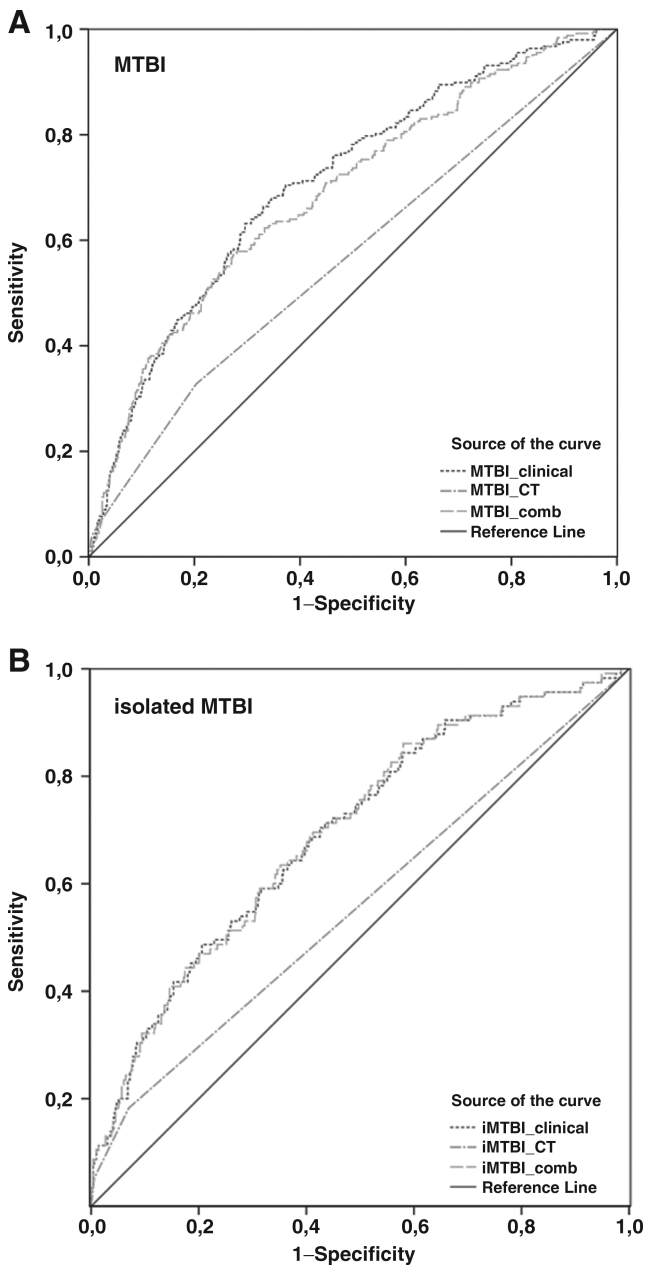 A
MTBI
1,0
0,8
0,6
0,4
0,2
0,0
Sensitivity
Source of the curve
MTBI_clinical
MTBI_CT
MTBI_comb
Reference Line
0,0 0,2 0,4 0,6 0,8 1,0
1–Specificity
B
isolated MTBI
1,0
0,8
0,6
0,4
0,2
Sensitivity
Source of the curve
iMTBI_clinical
iMTBI_CT
iMTBI_comb
Reference Line
0,0 0,2 0,4 0,6 0,8 1,0
1–Specificity